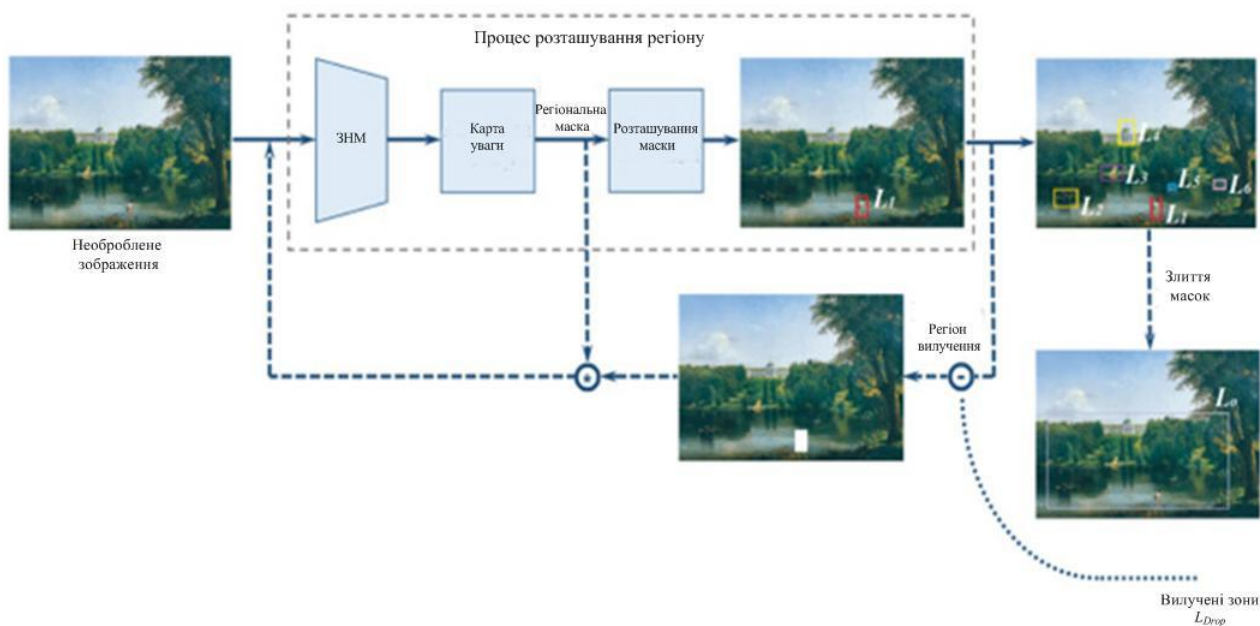 Процес розташування регіону
ЗНМ
Карта
уваги
Регіональна
маска
Розташування
маски
L1
L4
L3
L5
L6
L2
L1
Необроблене
зображення
Злиття
масок
Регіон
вилучення
Lo
Вилучені зони
LDrop